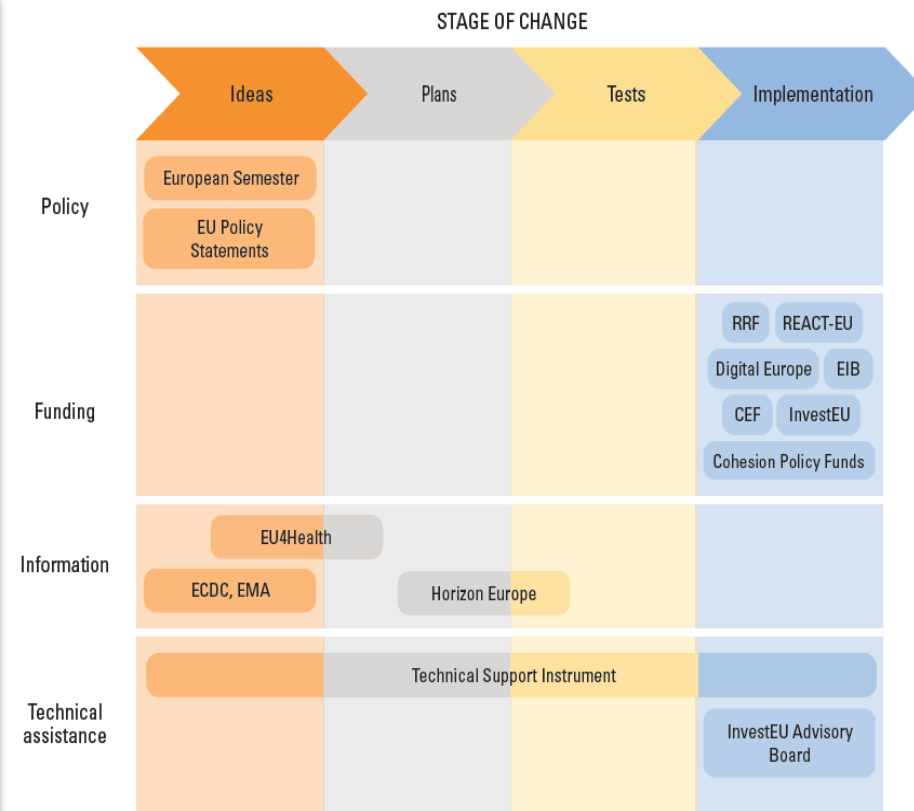 STAGE OF CHANGE
Ideas
Plans
Tests
Implementation
Policy
European Semester
EU Policy
Statements
Funding
RRF
REACT-EU
Digital Europe
EIB
CEF
InvestEU
Cohesion Policy Funds
Information
EU4Health
ECDC, EMA
Horizon Europe
Technical
assistance
Technical Support Instrument
InvestEU Advisory
Board